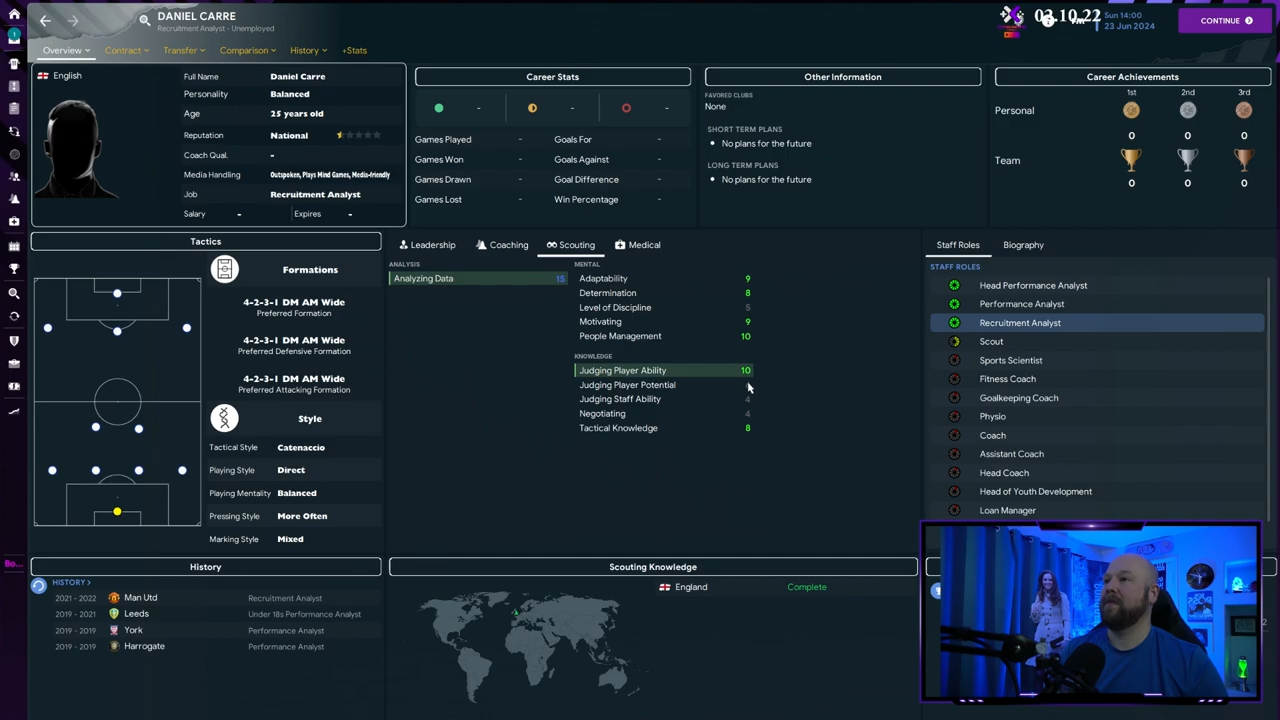 DANIEL CARRE
Recruitment Analyst - Unemployed
03.10.22
Sun 14:00
23 Jun 2024
CONTINUE
1
Overview
Contract
Transfer
Comparison
History
+Stats
English
Full Name Daniel Carre
Personality Balanced
Age 25 years old
Reputation National
Coach Qual. -
Media Handling Outspoken, Plays Mind Games, Media-friendly
Job Recruitment Analyst
Salary - Expires -
Career Stats
- - -
Games Played - Goals For -
Games Won - Goals Against -
Games Drawn - Goal Difference -
Games Lost - Win Percentage -
Other Information
FAVORED CLUBS
None
SHORT TERM PLANS
• No plans for the future
LONG TERM PLANS
• No plans for the future
Career Achievements
1st 2nd 3rd
Personal
0 0 0
Team
0 0 0
Tactics
Formations
4-2-3-1 DM AM Wide
Preferred Formation
4-2-3-1 DM AM Wide
Preferred Defensive Formation
4-2-3-1 DM AM Wide
Preferred Attacking Formation
Style
Tactical Style Catenaccio
Playing Style Direct
Playing Mentality Balanced
Pressing Style More Often
Marking Style Mixed
Leadership
Coaching
Scouting
Medical
ANALYSIS
Analyzing Data 15
MENTAL
Adaptability 9
Determination 8
Level of Discipline 5
Motivating 9
People Management 10
KNOWLEDGE
Judging Player Ability 10
Judging Player Potential
Judging Staff Ability 4
Negotiating 4
Tactical Knowledge 8
Staff Roles
Biography
STAFF ROLES
Head Performance Analyst
Performance Analyst
Recruitment Analyst
Scout
Sports Scientist
Fitness Coach
Goalkeeping Coach
Physio
Coach
Assistant Coach
Head Coach
Head of Youth Development
Loan Manager
Bo...
History
HISTORY >
2021 - 2022 Man Utd Recruitment Analyst
2019 - 2021 Leeds Under 18s Performance Analyst
2019 - 2019 York Performance Analyst
2019 - 2019 Harrogate Performance Analyst
Scouting Knowledge
England Complete